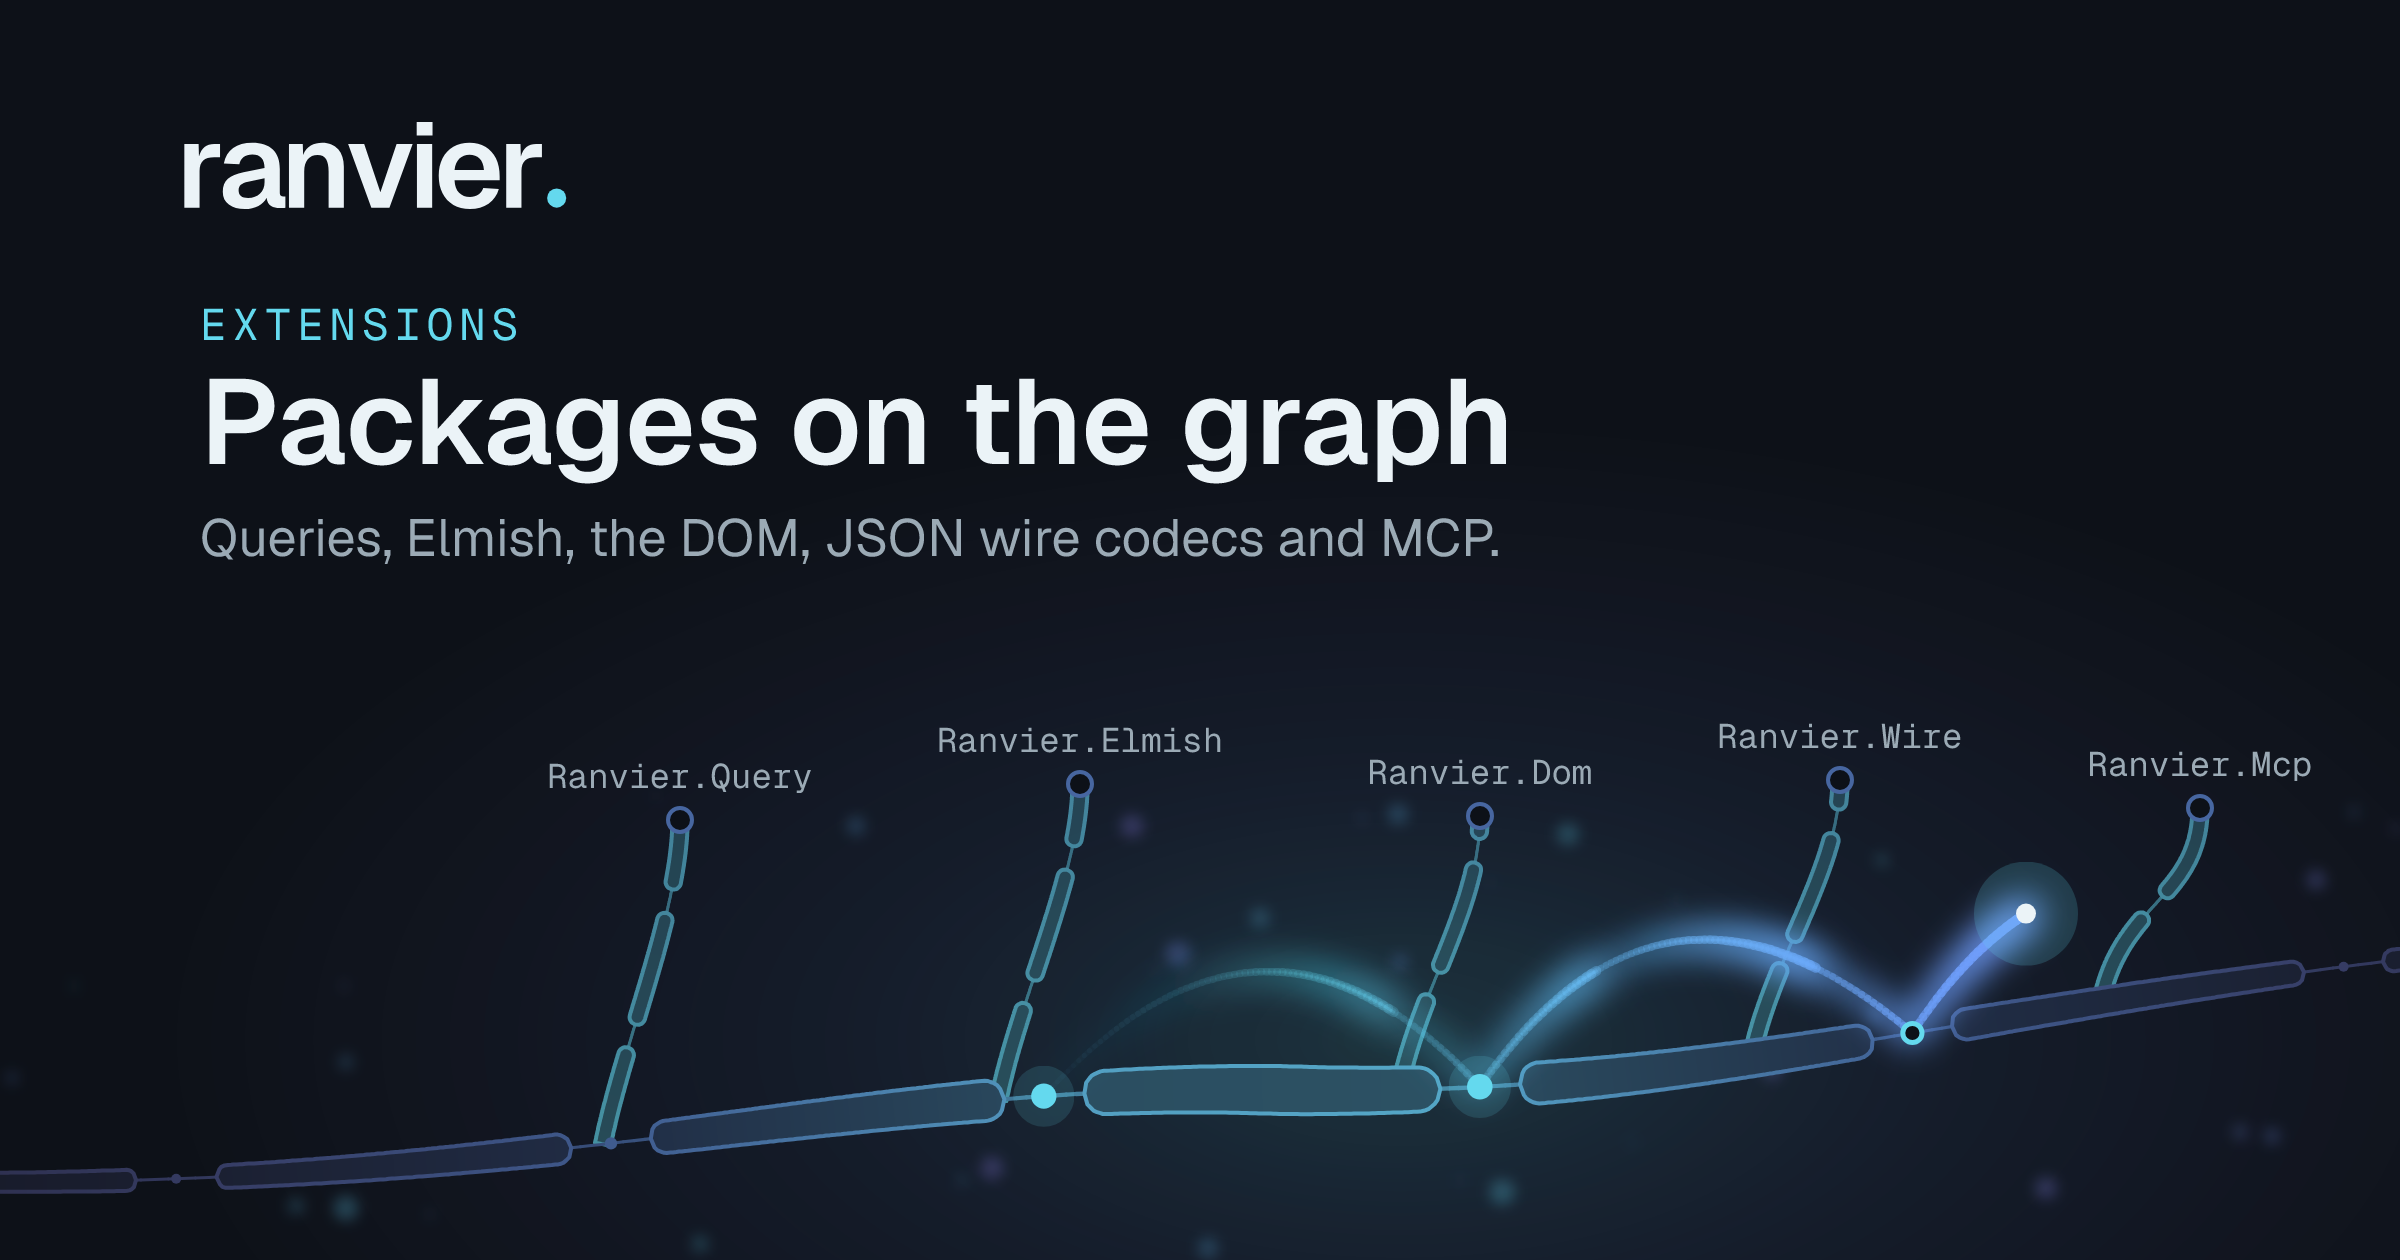 ranvier.
EXTENSIONS
Packages on the graph
Queries, Elmish, the DOM, JSON wire codecs and MCP.
Ranvier.Query
Ranvier.Elmish
Ranvier.Dom
Ranvier.Wire
Ranvier.Mcp